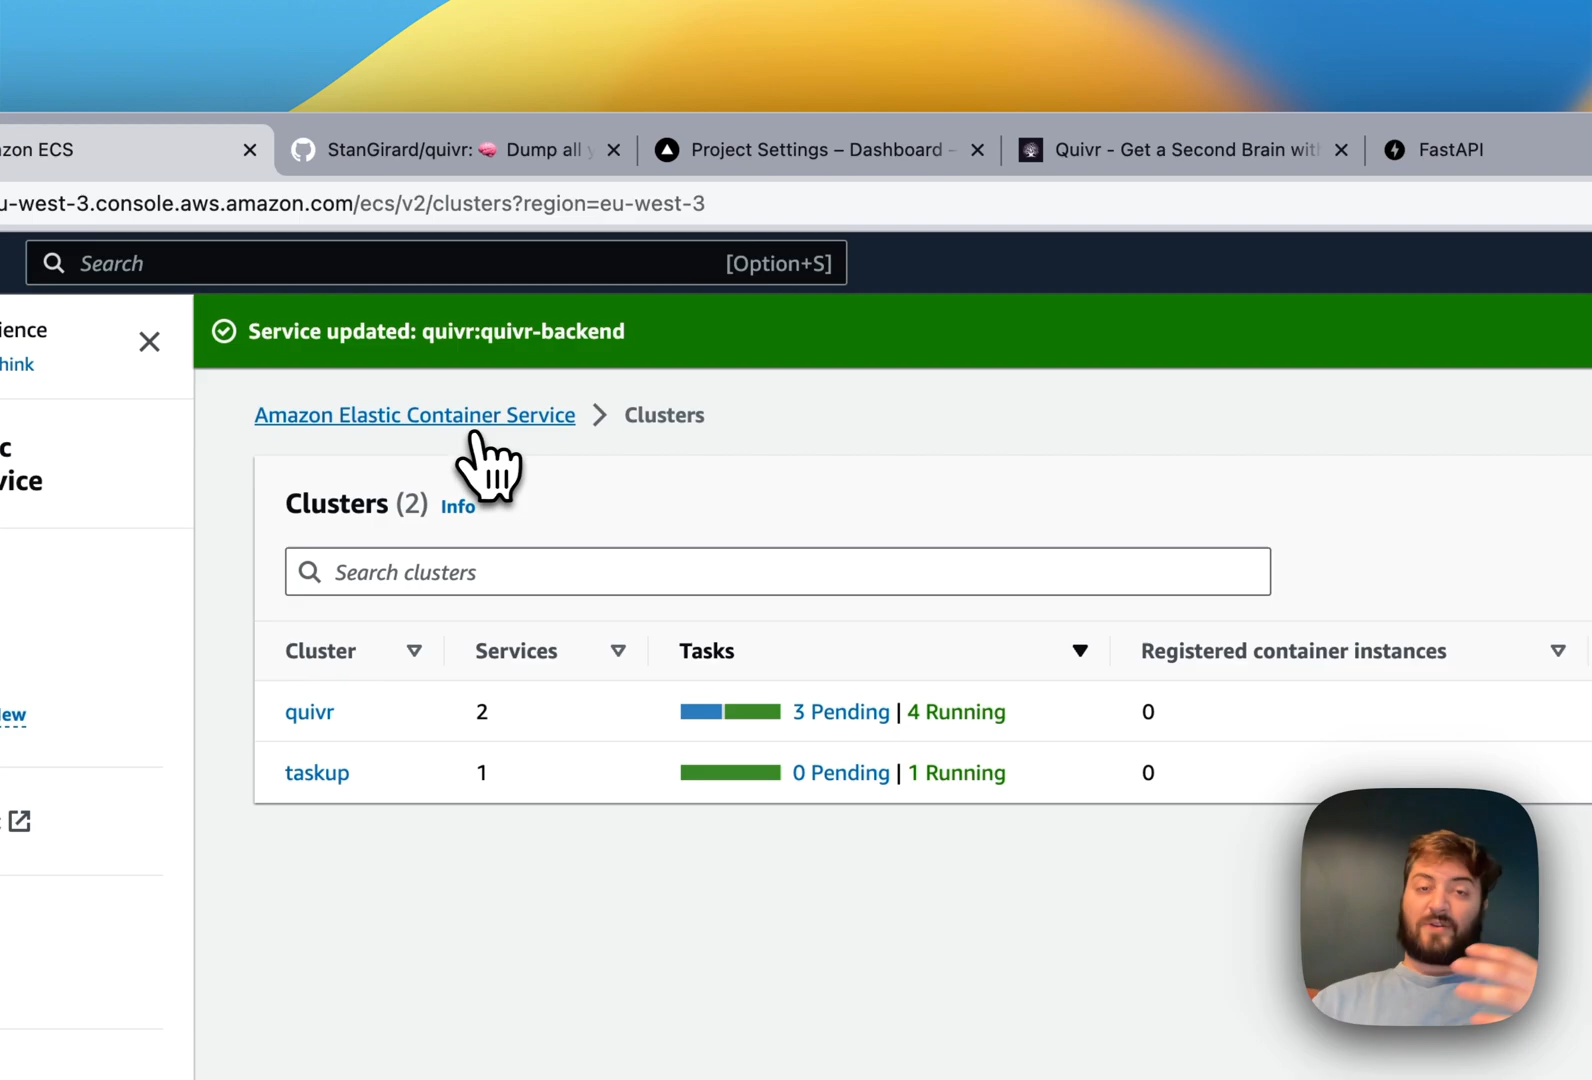 zon ECS
StanGirard/quivr: 🧠 Dump all y
Project Settings – Dashboard –
Quivr - Get a Second Brain with
FastAPI
u-west-3.console.aws.amazon.com/ecs/v2/clusters?region=eu-west-3
Search
[Option+S]
ience
hink
Service updated: quivr:quivr-backend
Amazon Elastic Container Service > Clusters
c
vice
Clusters (2) Info
Search clusters
Cluster Services Tasks Registered container instances
quivr 2 3 Pending | 4 Running 0
taskup 1 0 Pending | 1 Running 0
ew